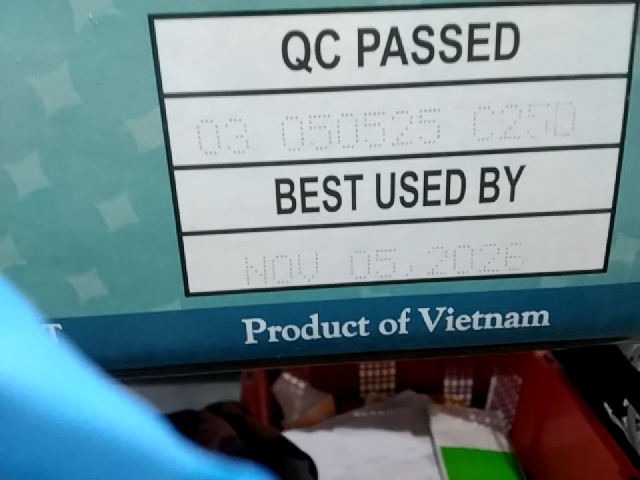 QC PASSED
03 050525 C25D
BEST USED BY
NOV 05,2026
Product of Vietnam